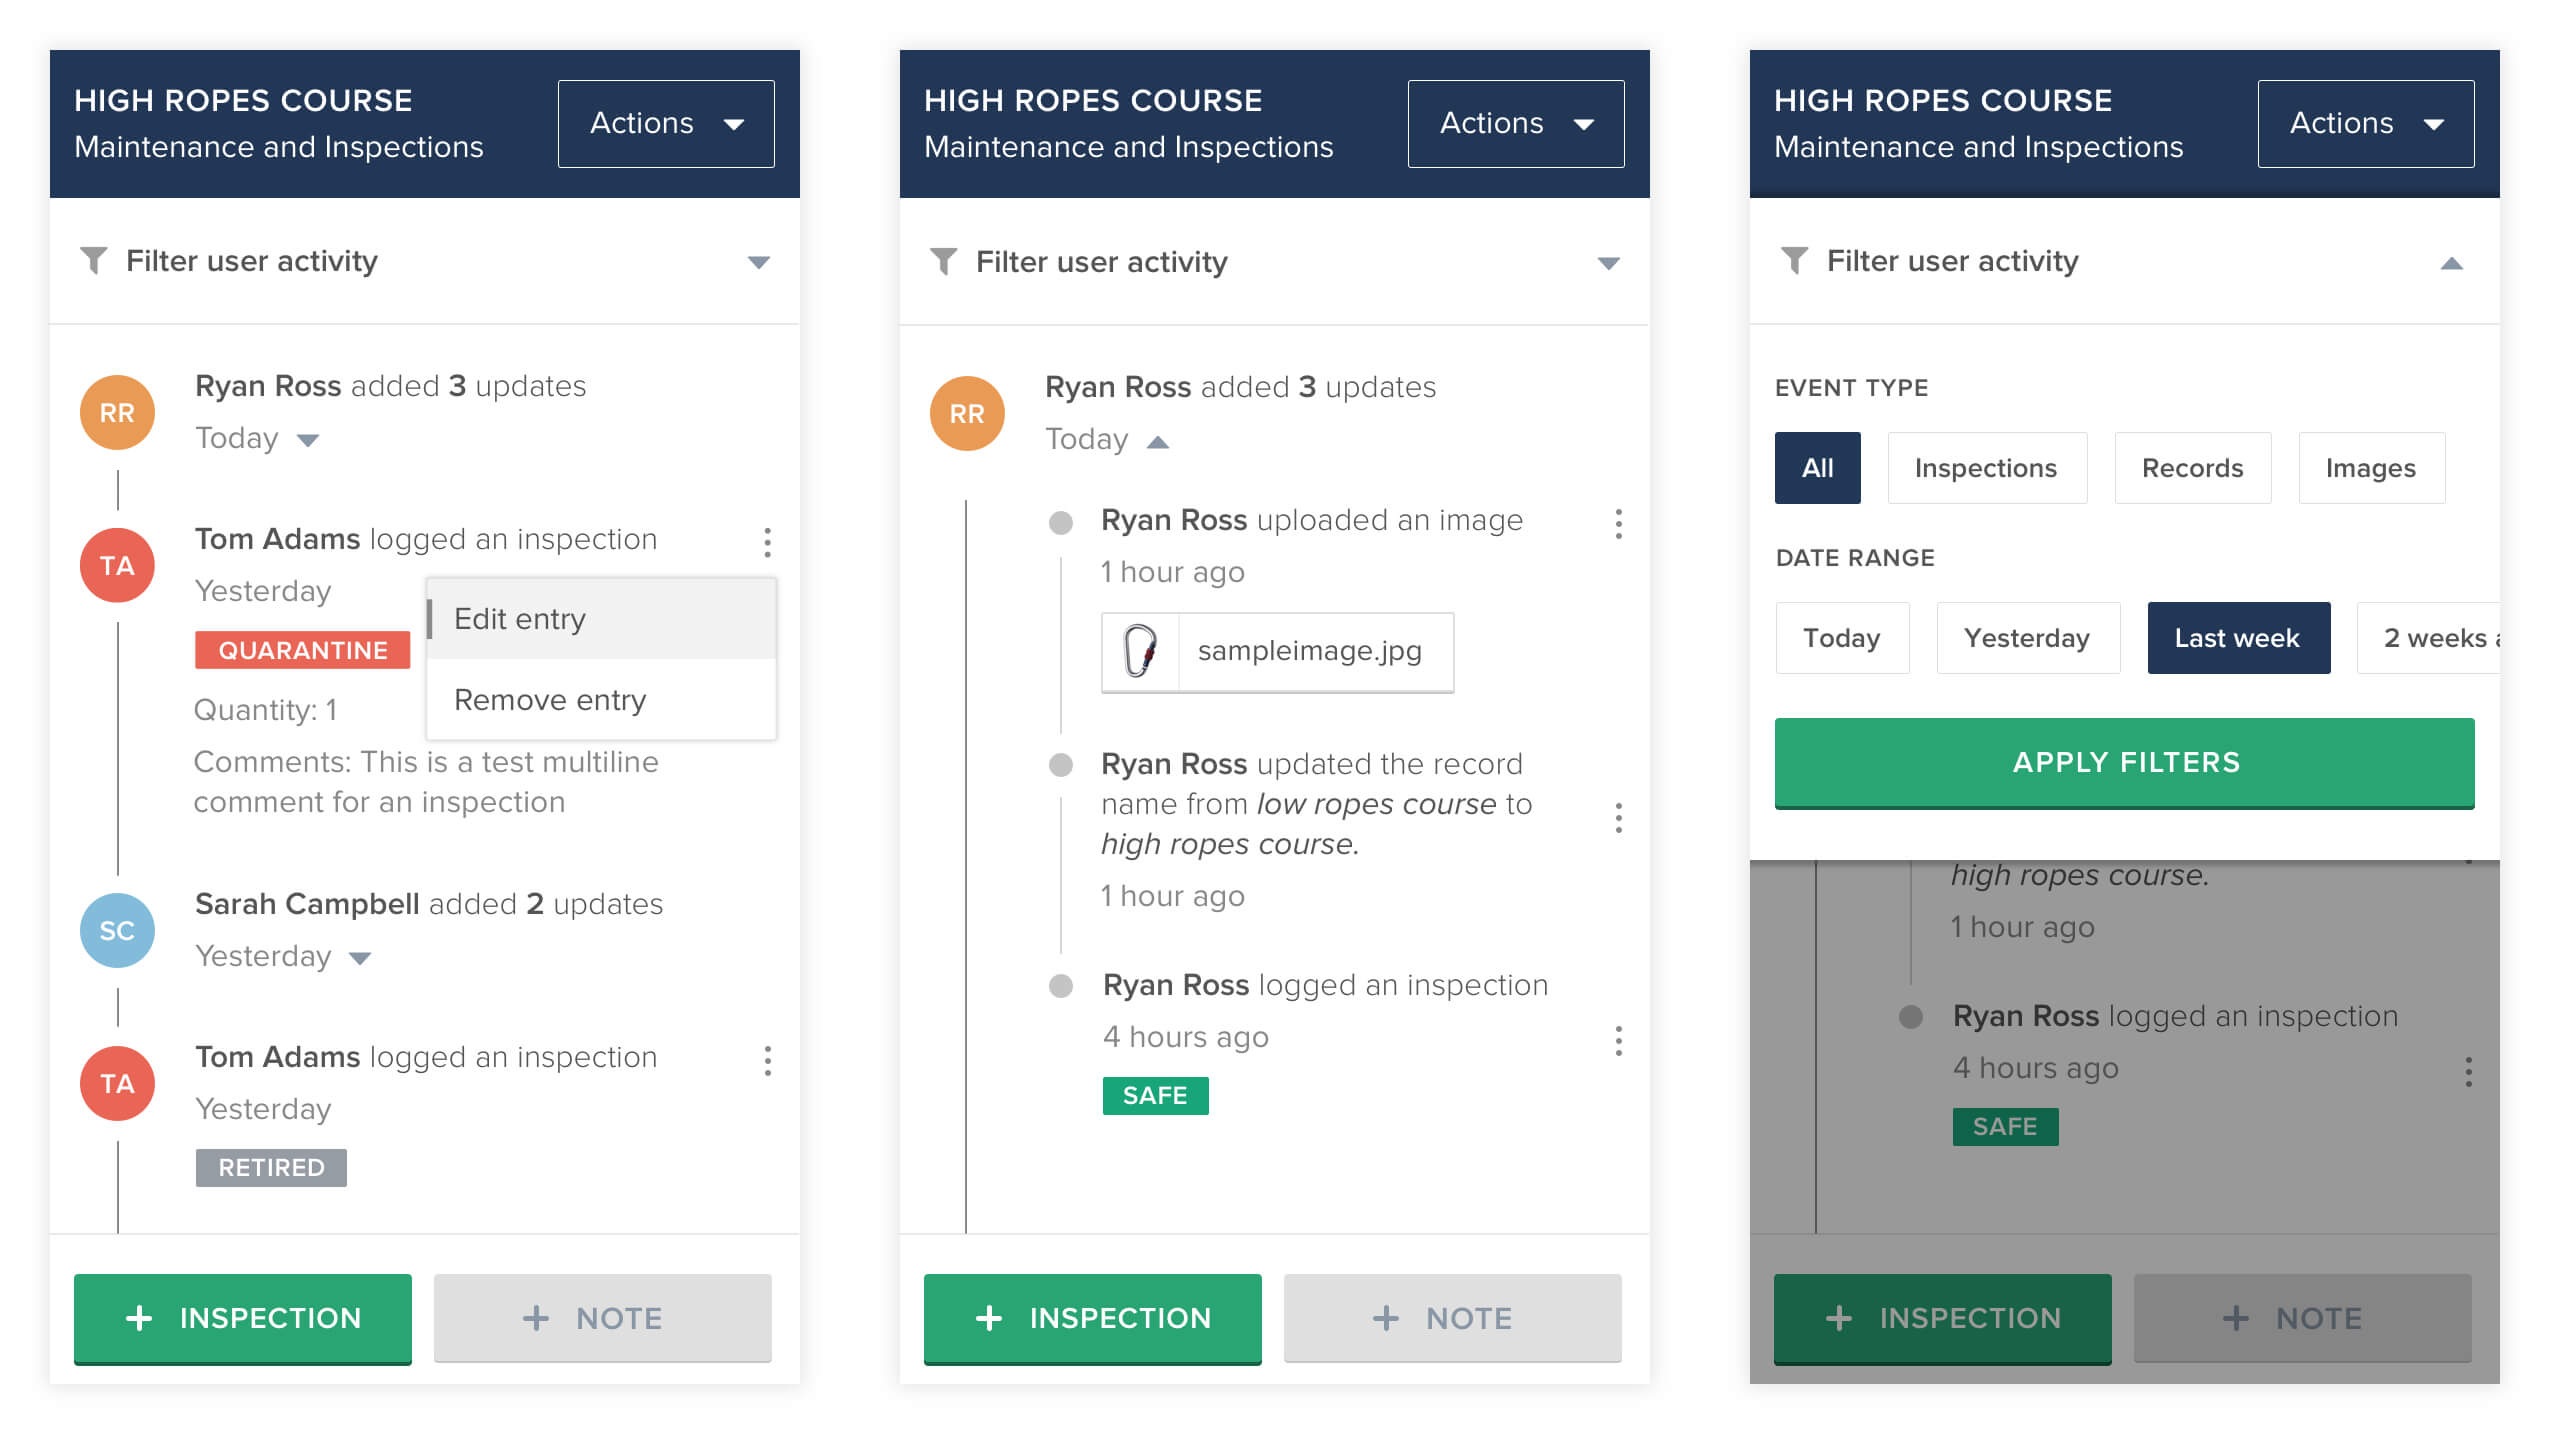 HIGH ROPES COURSE
Maintenance and Inspections
Actions
Filter user activity
RR
Ryan Ross added 3 updates
Today
TA
Tom Adams logged an inspection
Yesterday
QUARANTINE
Edit entry
Remove entry
Quantity: 1
Comments: This is a test multiline
comment for an inspection
SC
Sarah Campbell added 2 updates
Yesterday
TA
Tom Adams logged an inspection
Yesterday
RETIRED
+ INSPECTION
+ NOTE
HIGH ROPES COURSE
Maintenance and Inspections
Actions
Filter user activity
RR
Ryan Ross added 3 updates
Today
Ryan Ross uploaded an image
1 hour ago
sampleimage.jpg
Ryan Ross updated the record
name from low ropes course to
high ropes course.
1 hour ago
Ryan Ross logged an inspection
4 hours ago
SAFE
+ INSPECTION
+ NOTE
HIGH ROPES COURSE
Maintenance and Inspections
Actions
Filter user activity
EVENT TYPE
All
Inspections
Records
Images
DATE RANGE
Today
Yesterday
Last week
2 weeks
APPLY FILTERS
high ropes course.
1 hour ago
Ryan Ross logged an inspection
4 hours ago
SAFE
+ INSPECTION
+ NOTE